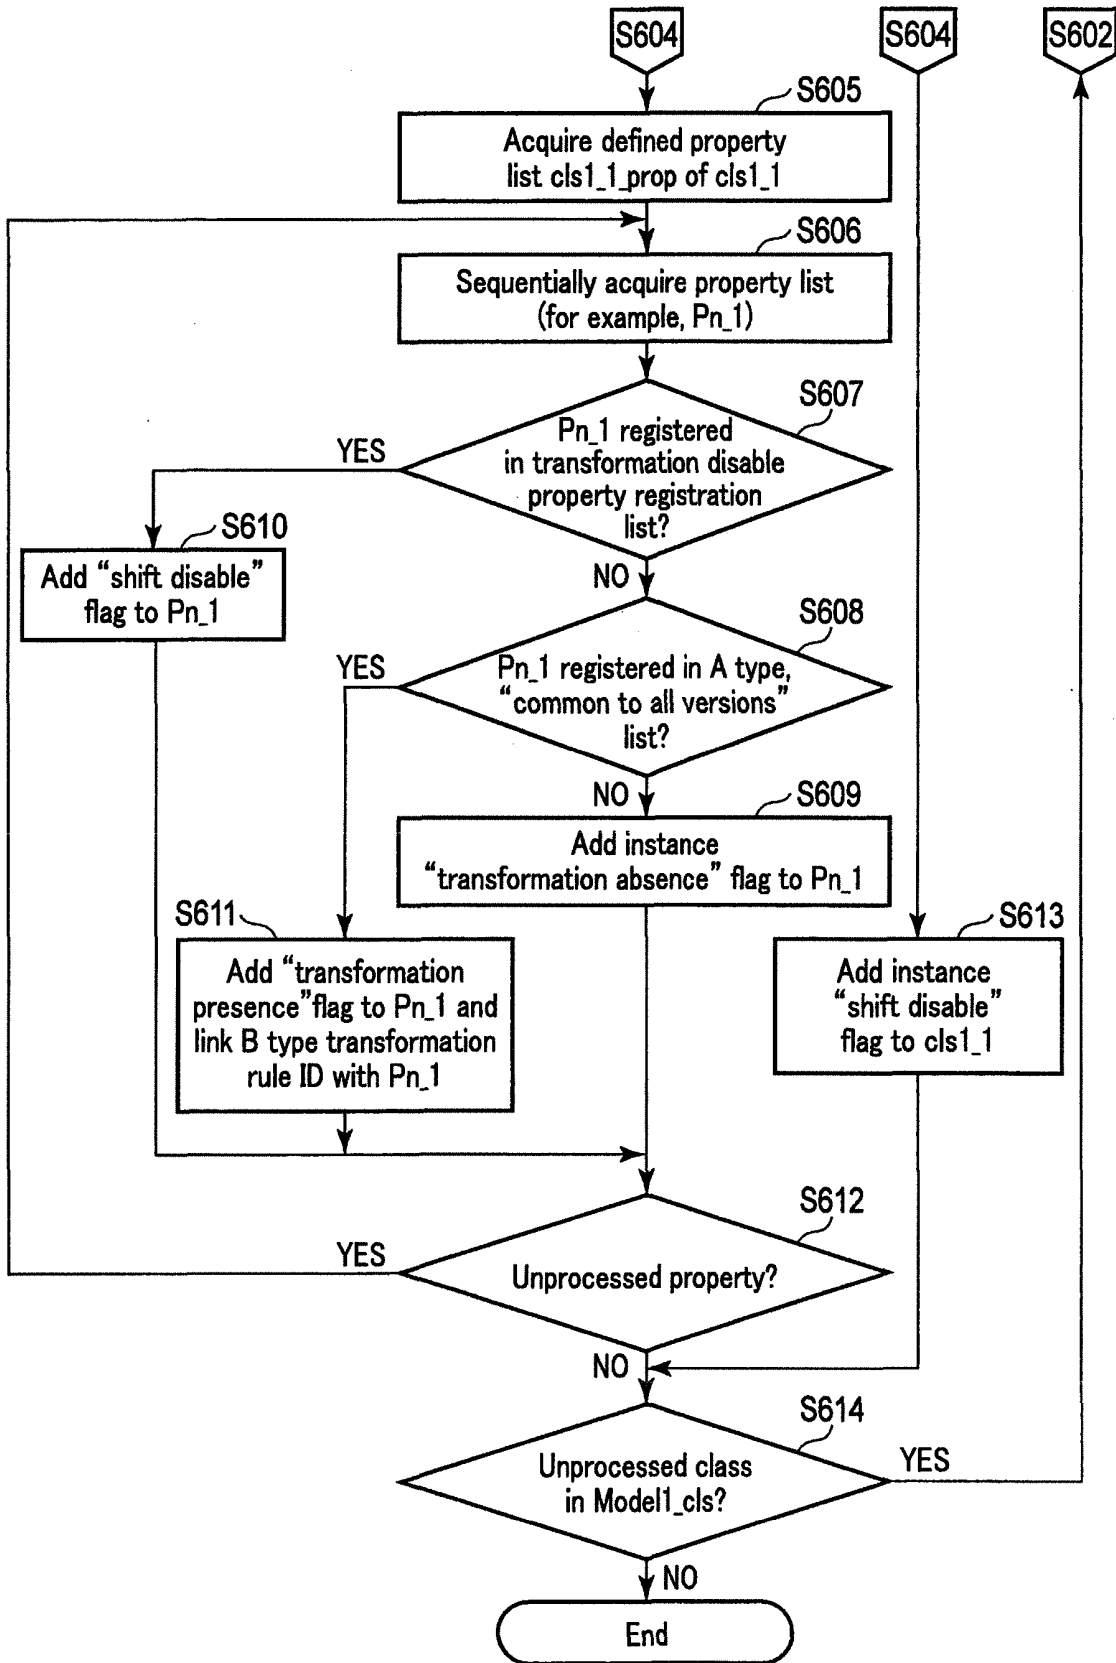 S604
S604
S602
S605
Acquire defined property
list cls1_1_prop of cls1_1
S606
Sequentially acquire property list
(for example, Pn_1)
S607
Pn_1 registered
in transformation disable
property registration
list?
YES
NO
S610
Add “shift disable”
flag to Pn_1
S608
Pn_1 registered in A type,
“common to all versions”
list?
YES
NO
S609
Add instance
“transformation absence” flag to Pn_1
S611
Add “transformation
presence”flag to Pn_1 and
link B type transformation
rule ID with Pn_1
S613
Add instance
“shift disable”
flag to cls1_1
S612
Unprocessed property?
YES
NO
S614
Unprocessed class
in Model1_cls?
YES
NO
End